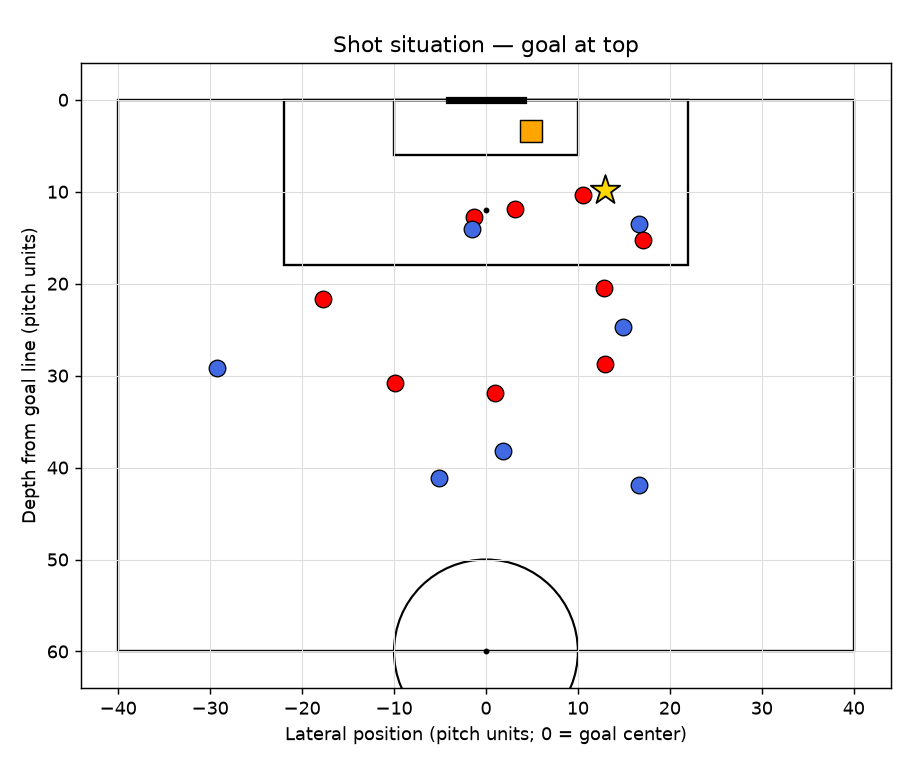 Shot situation — goal at top
Depth from goal line (pitch units)
0
10
20
30
40
50
60
−40 −30 −20 −10 0 10 20 30 40
Lateral position (pitch units; 0 = goal center)